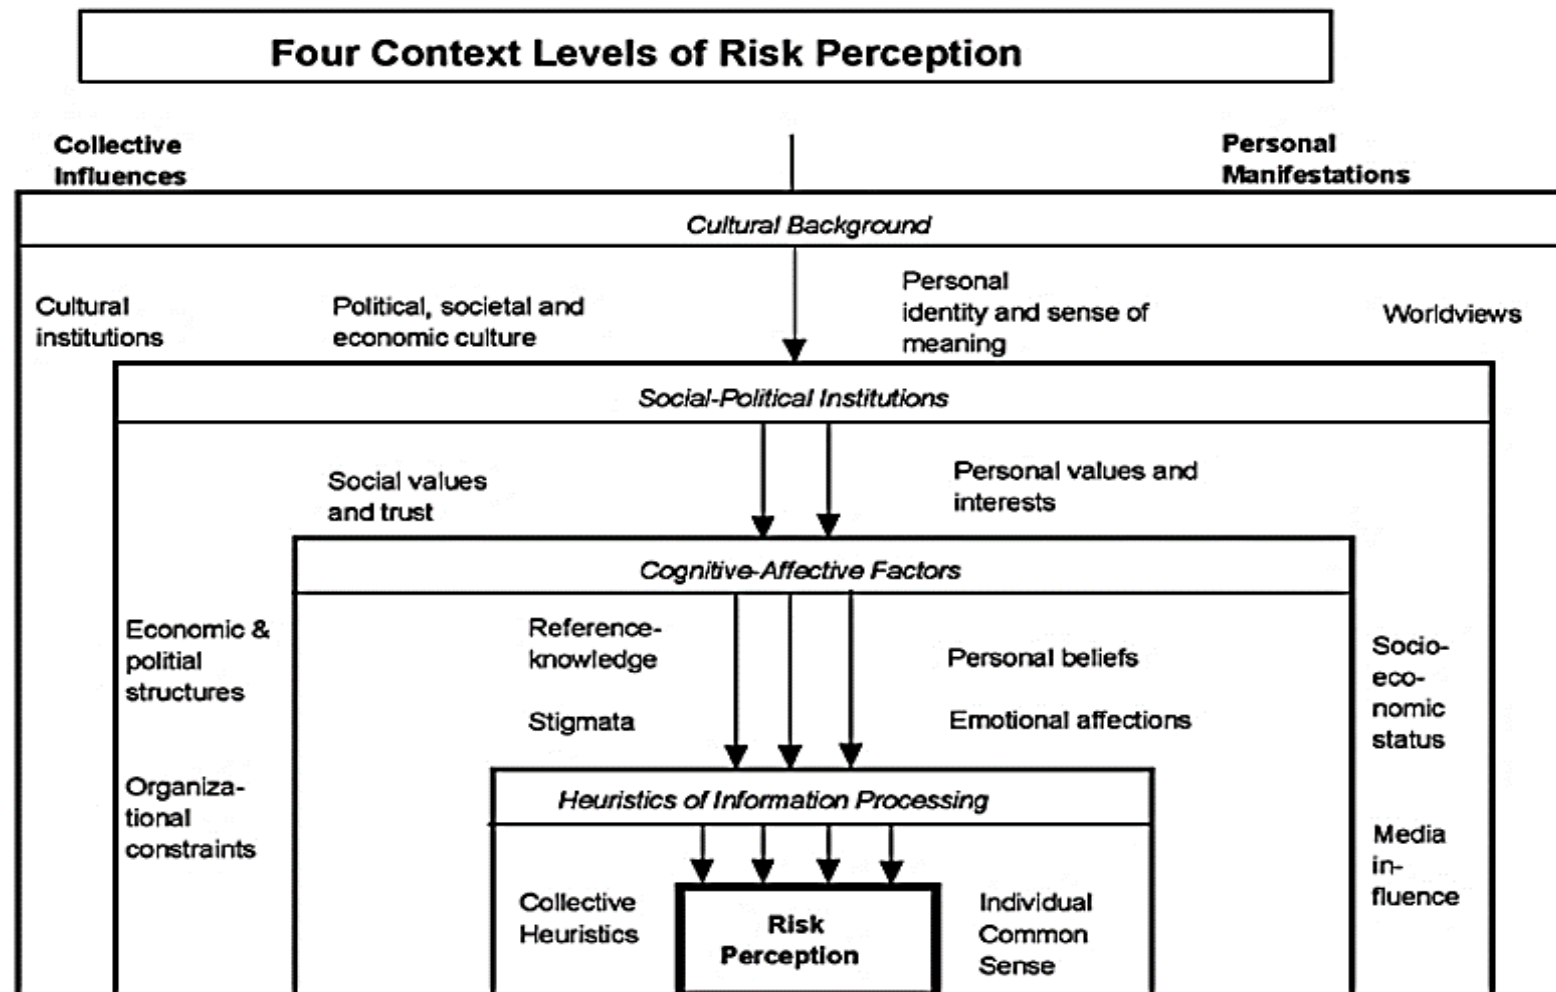 Four Context Levels of Risk Perception
Collective
Influences
Personal
Manifestations
Cultural Background
Cultural
institutions
Political, societal and
economic culture
Personal
identity and sense of
meaning
Worldviews
Social-Political Institutions
Social values
and trust
Personal values and
interests
Cognitive-Affective Factors
Economic &
politial
structures
Organiza-
tional
constraints
Reference-
knowledge
Stigmata
Personal beliefs
Emotional affections
Socio-
eco-
nomic
status
Media
in-
fluence
Heuristics of Information Processing
Collective
Heuristics
Risk
Perception
Individual
Common
Sense